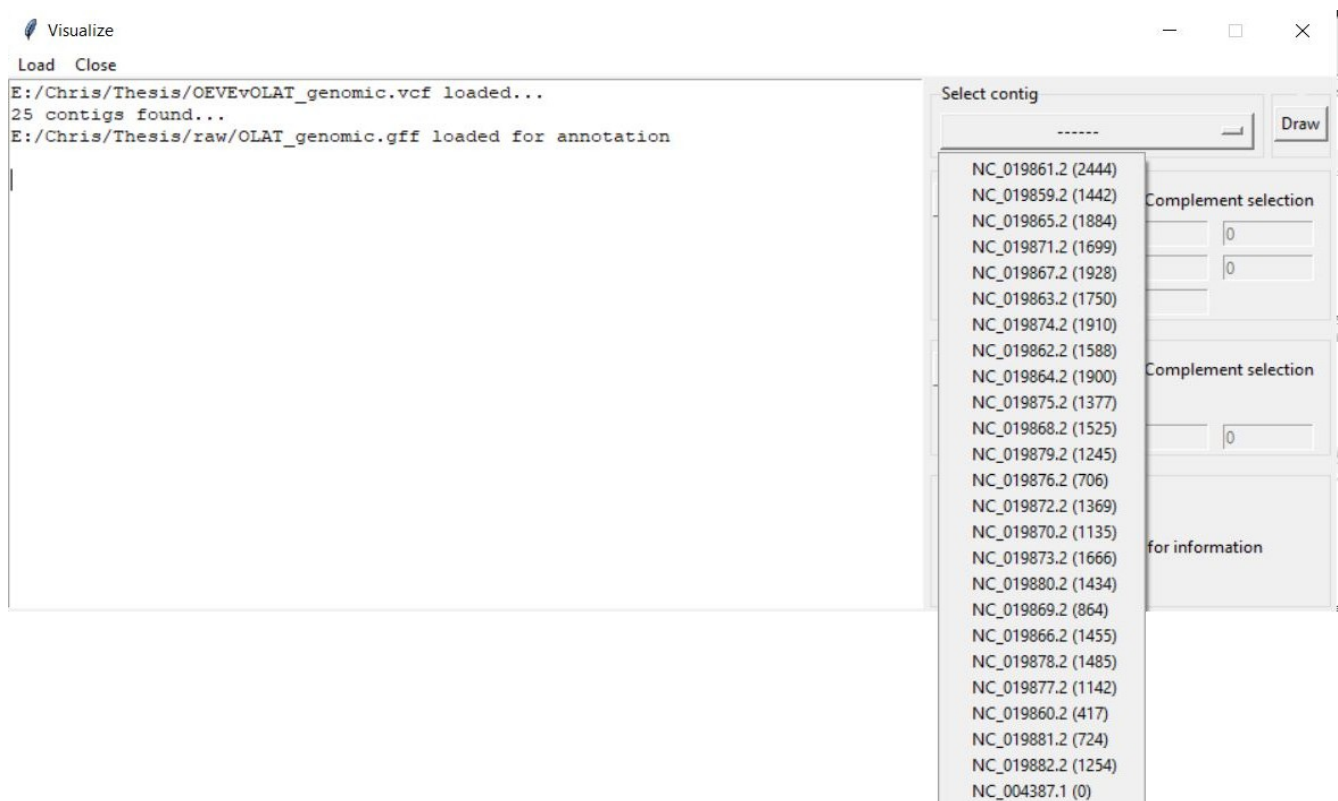 Visualize
Load Close
E:/Chris/Thesis/OEVEvOLAT_genomic.vcf loaded...
25 contigs found...
E:/Chris/Thesis/raw/OLAT_genomic.gff loaded for annotation
Select contig
------
Draw
NC_019861.2 (2444)
NC_019859.2 (1442)
NC_019865.2 (1884)
NC_019871.2 (1699)
NC_019867.2 (1928)
NC_019863.2 (1750)
NC_019874.2 (1910)
NC_019862.2 (1588)
NC_019864.2 (1900)
NC_019875.2 (1377)
NC_019868.2 (1525)
NC_019879.2 (1245)
NC_019876.2 (706)
NC_019872.2 (1369)
NC_019870.2 (1135)
NC_019873.2 (1666)
NC_019880.2 (1434)
NC_019869.2 (864)
NC_019866.2 (1455)
NC_019878.2 (1485)
NC_019877.2 (1142)
NC_019860.2 (417)
NC_019881.2 (724)
NC_019882.2 (1254)
NC_004387.1 (0)
Complement selection
0
0
Complement selection
0
for information